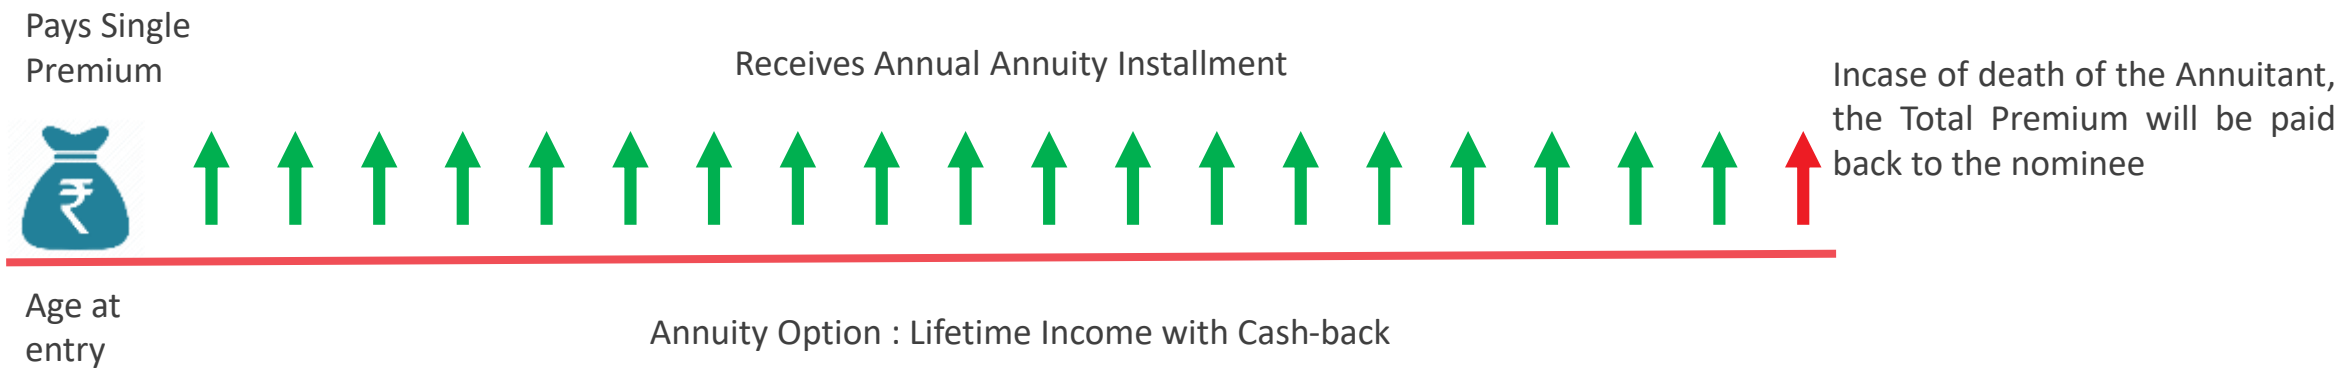 Pays Single
Premium
Receives Annual Annuity Installment
Incase of death of the Annuitant,
the Total Premium will be paid
back to the nominee
₹
Age at
entry
Annuity Option : Lifetime Income with Cash-back